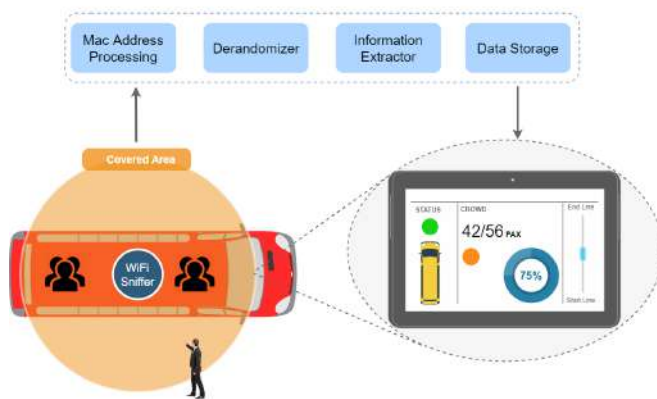 Mac Address
Processing
Derandomizer
Information
Extractor
Data Storage
Covered Area
WiFi
Sniffer
STATUS
CROWD
42/56 PAX
75%
End Line
Start Line